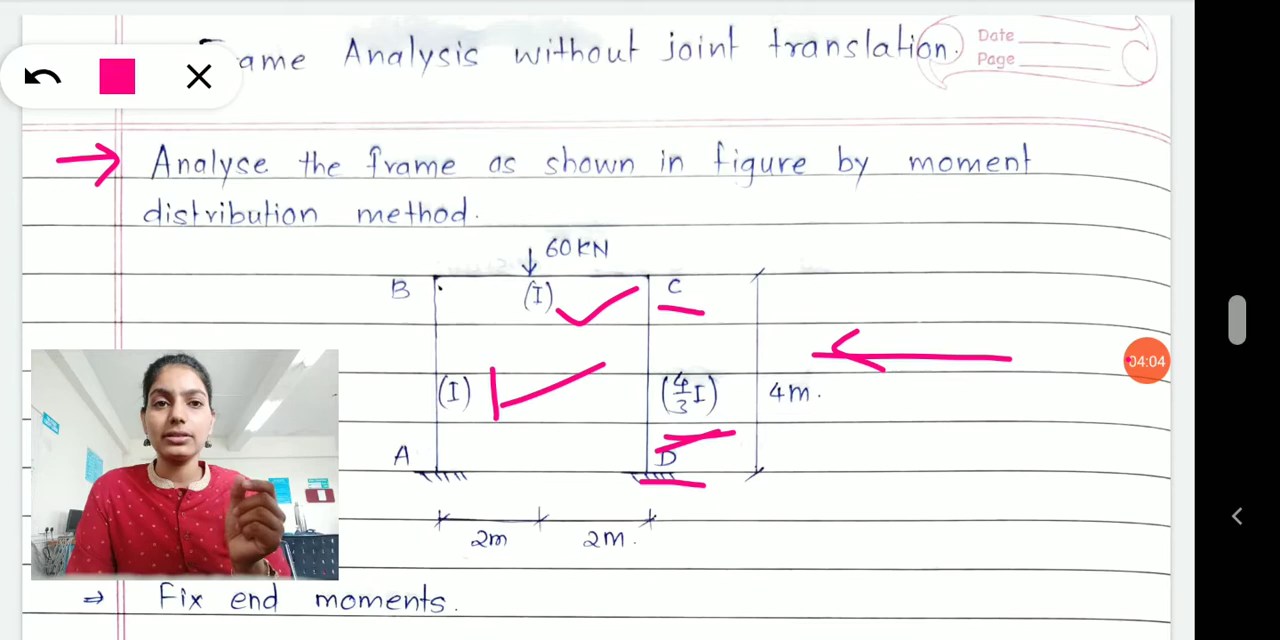 Frame Analysis without joint translation.
Date
Page
→ Analyse the frame as shown in figure by moment
distribution method.
60 KN
B
(I)
C
(I)
(4/3 I)
4m.
A
D
2m
2m.
⇒ Fix end moments.
04:04